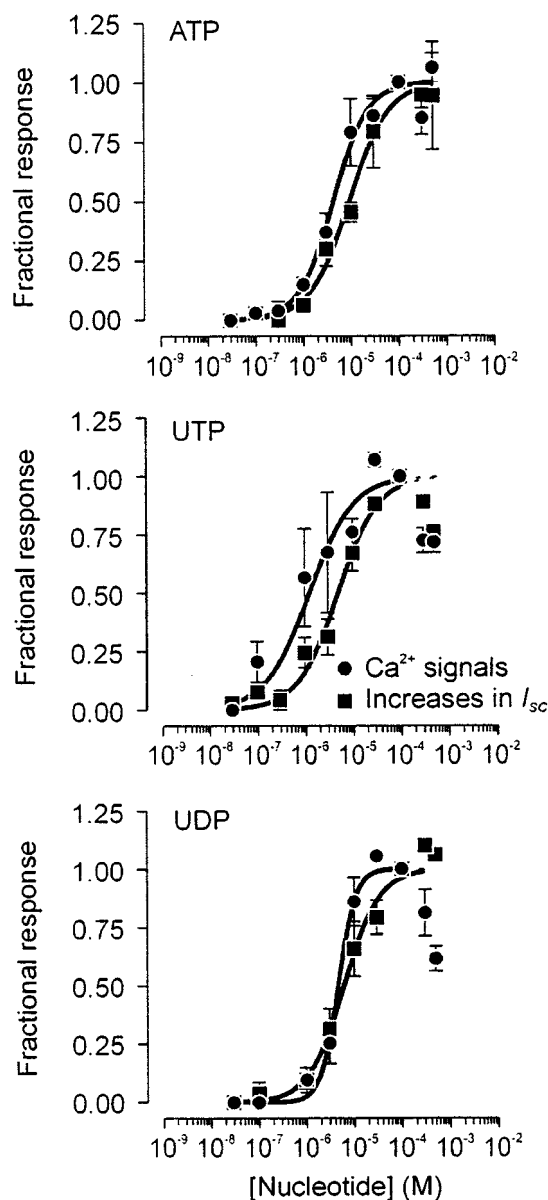 ATP
Fractional response
1.25
1.00
0.75
0.50
0.25
0.00
10⁻⁹ 10⁻⁸ 10⁻⁷ 10⁻⁶ 10⁻⁵ 10⁻⁴ 10⁻³ 10⁻²
UTP
Fractional response
1.25
1.00
0.75
0.50
0.25
0.00
Ca²⁺ signals
Increases in Isc
10⁻⁹ 10⁻⁸ 10⁻⁷ 10⁻⁶ 10⁻⁵ 10⁻⁴ 10⁻³ 10⁻²
UDP
Fractional response
1.25
1.00
0.75
0.50
0.25
0.00
10⁻⁹ 10⁻⁸ 10⁻⁷ 10⁻⁶ 10⁻⁵ 10⁻⁴ 10⁻³ 10⁻²
[Nucleotide] (M)